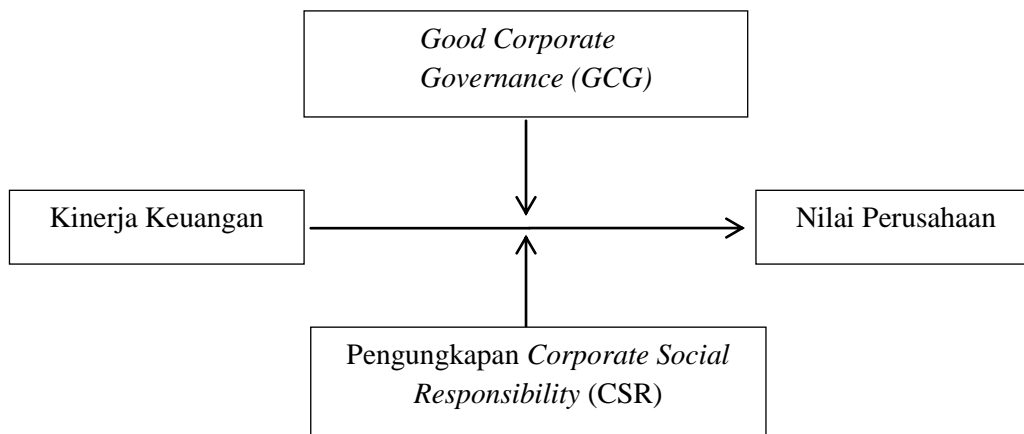 Good Corporate
Governance (GCG)
Kinerja Keuangan
Nilai Perusahaan
Pengungkapan Corporate Social
Responsibility (CSR)